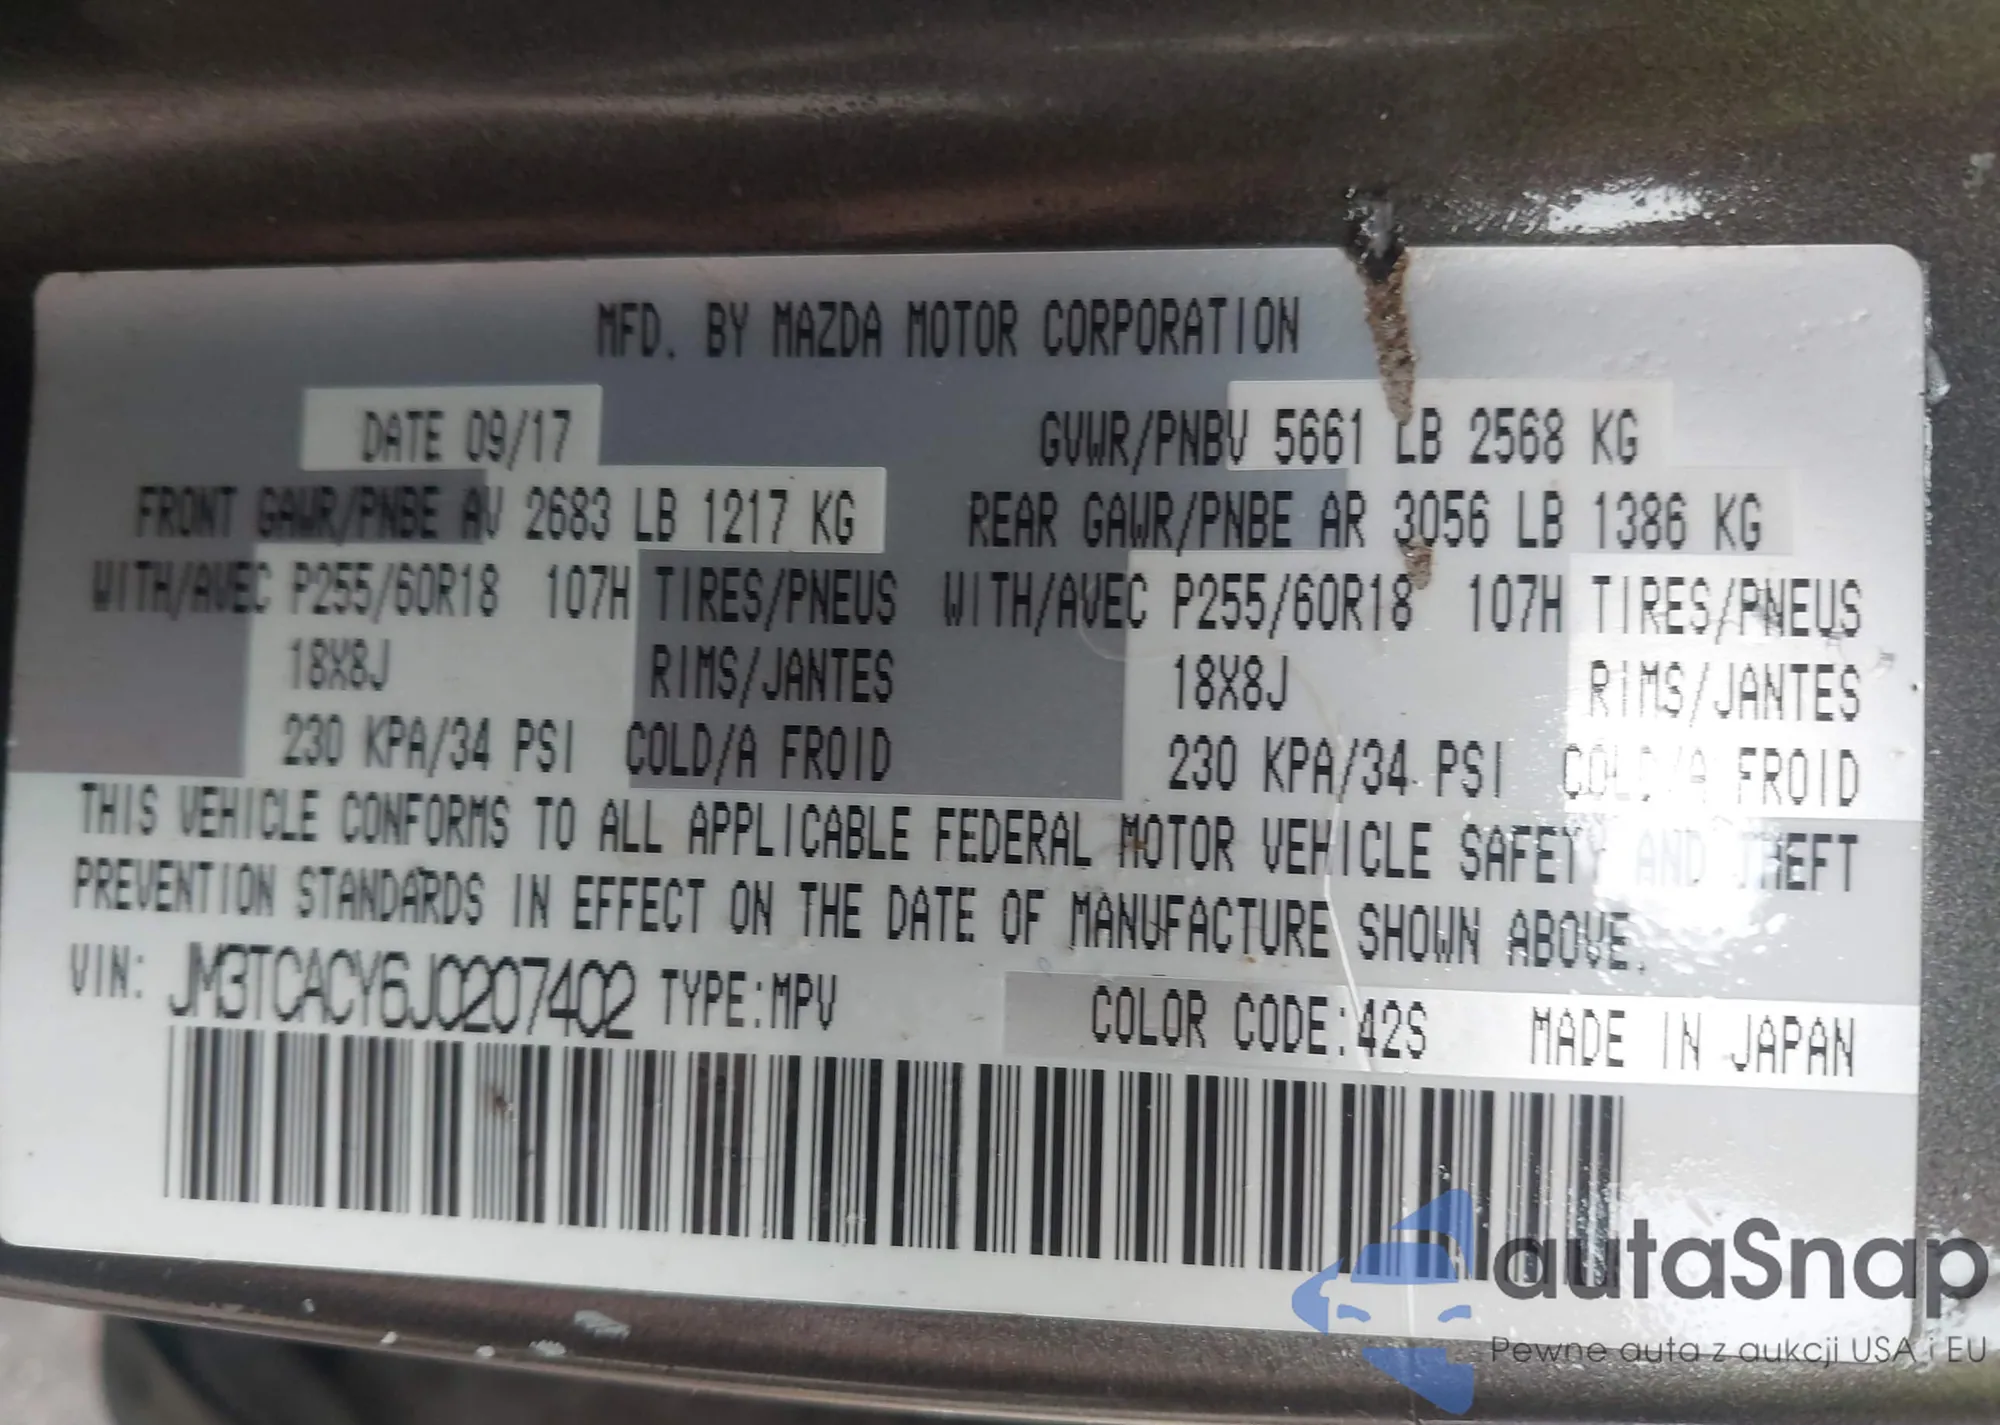 MFD. BY MAZDA MOTOR CORPORATION
DATE 09/17 GVWR/PNBV 5661 LB 2568 KG
FRONT GAWR/PNBE AV 2683 LB 1217 KG REAR GAWR/PNBE AR 3056 LB 1386 KG
WITH/AVEC P255/60R18 107H TIRES/PNEUS WITH/AVEC P255/60R18 107H TIRES/PNEUS
18X8J RIMS/JANTES 18X8J RIMS/JANTES
230 KPA/34 PSI COLD/A FROID 230 KPA/34 PSI COLD/A FROID
THIS VEHICLE CONFORMS TO ALL APPLICABLE FEDERAL MOTOR VEHICLE SAFETY AND THEFT
PREVENTION STANDARDS IN EFFECT ON THE DATE OF MANUFACTURE SHOWN ABOVE.
VIN: JM3TCACY6J0207402 TYPE:MPV COLOR CODE:42S MADE IN JAPAN
autaSnap
Pewne auta z aukcji USA i EU